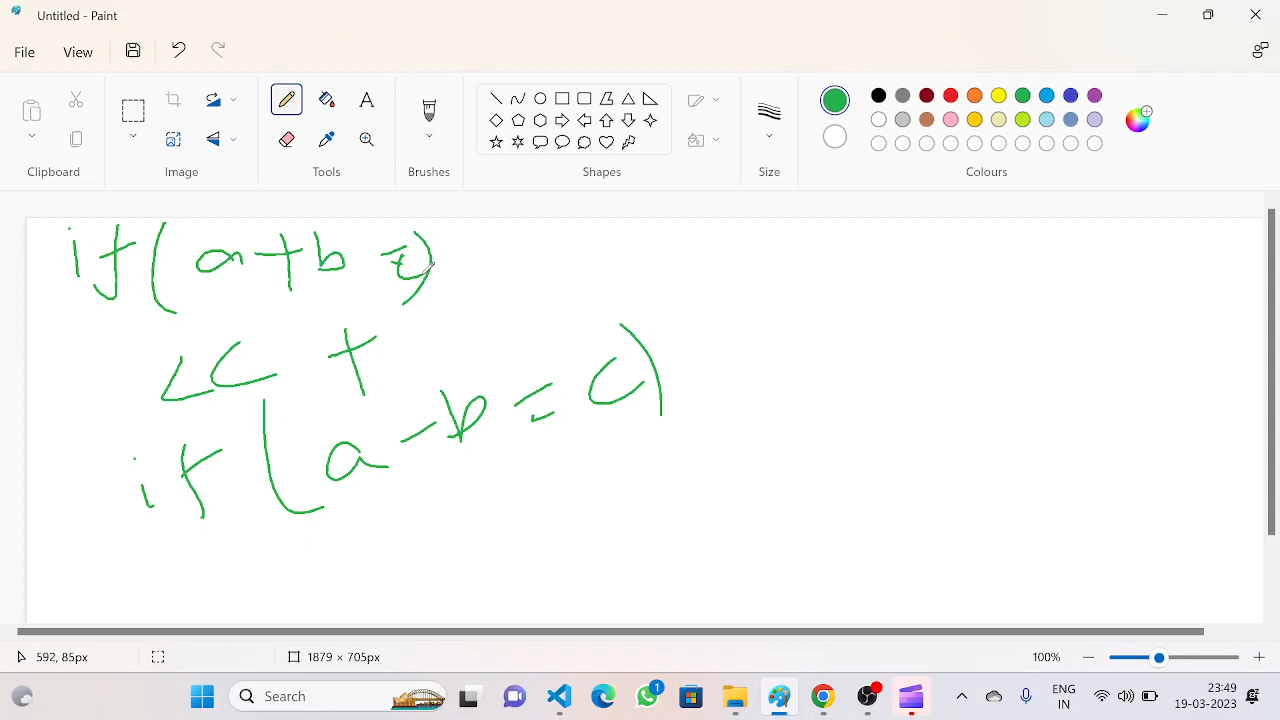 Untitled - Paint
File View
Clipboard Image Tools Brushes Shapes Size Colours
if( a+b =c)
<c +
if( a-b = c)
592, 85px 1879 × 705px 100%
Search 1 ENG 23:49
IN 19-03-2023